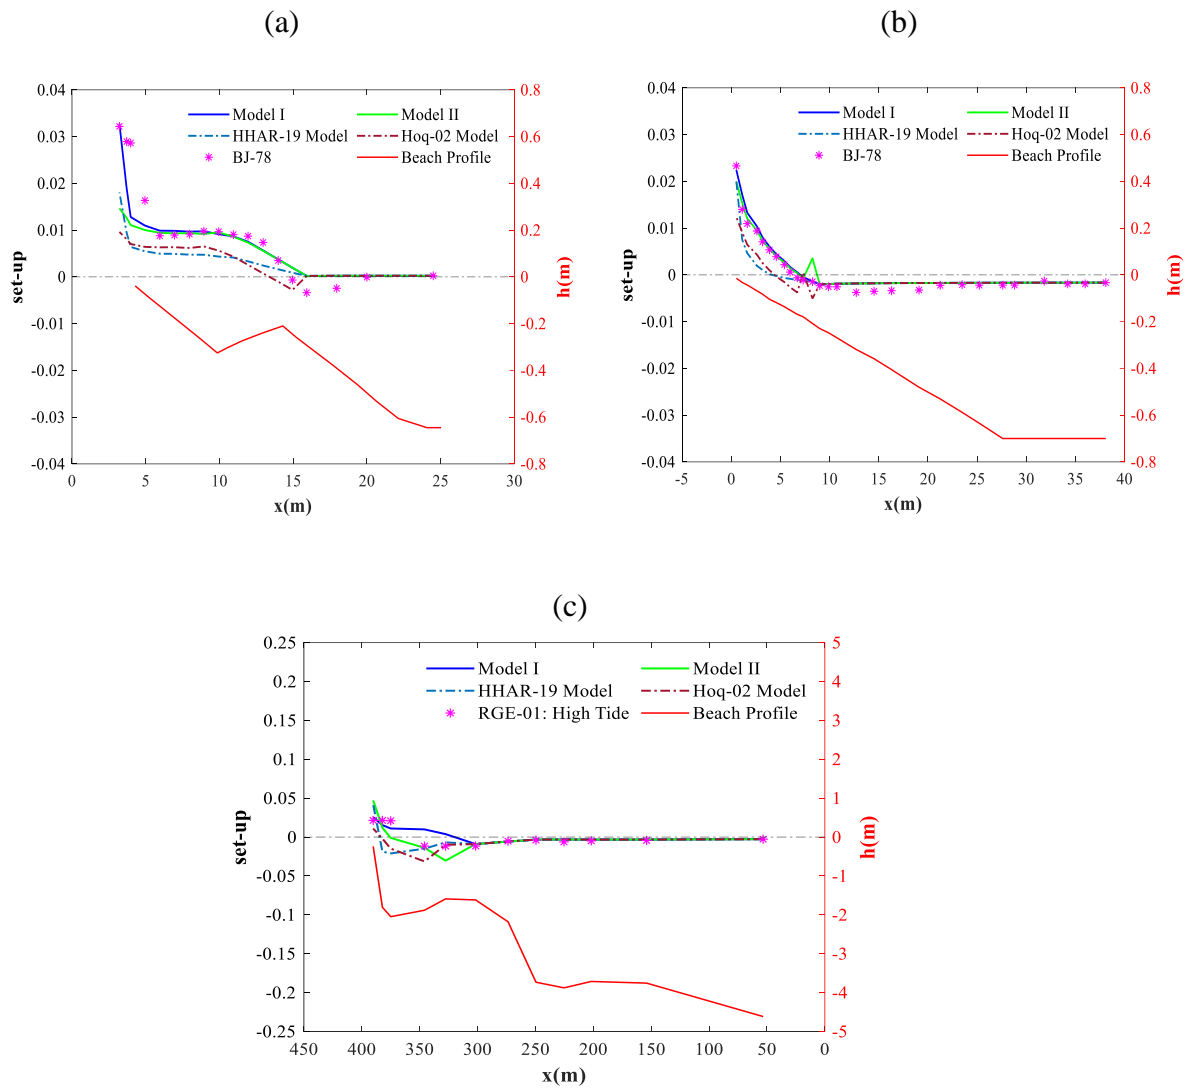 (a)
0.04
0.03
0.02
0.01
0
-0.01
-0.02
-0.03
-0.04
set-up
0.8
0.6
0.4
0.2
0
-0.2
-0.4
-0.6
-0.8
h(m)
0 5 10 15 20 25 30
x(m)
Model I Model II
HHAR-19 Model Hoq-02 Model
BJ-78 Beach Profile
(b)
0.04
0.03
0.02
0.01
0
-0.01
-0.02
-0.03
-0.04
set-up
0.8
0.6
0.4
0.2
0
-0.2
-0.4
-0.6
-0.8
h(m)
-5 0 5 10 15 20 25 30 35 40
x(m)
Model I Model II
HHAR-19 Model Hoq-02 Model
BJ-78 Beach Profile
(c)
0.25
0.2
0.15
0.1
0.05
0
-0.05
-0.1
-0.15
-0.2
-0.25
set-up
5
4
3
2
1
0
-1
-2
-3
-4
-5
h(m)
450 400 350 300 250 200 150 100 50 0
x(m)
Model I Model II
HHAR-19 Model Hoq-02 Model
RGE-01: High Tide Beach Profile